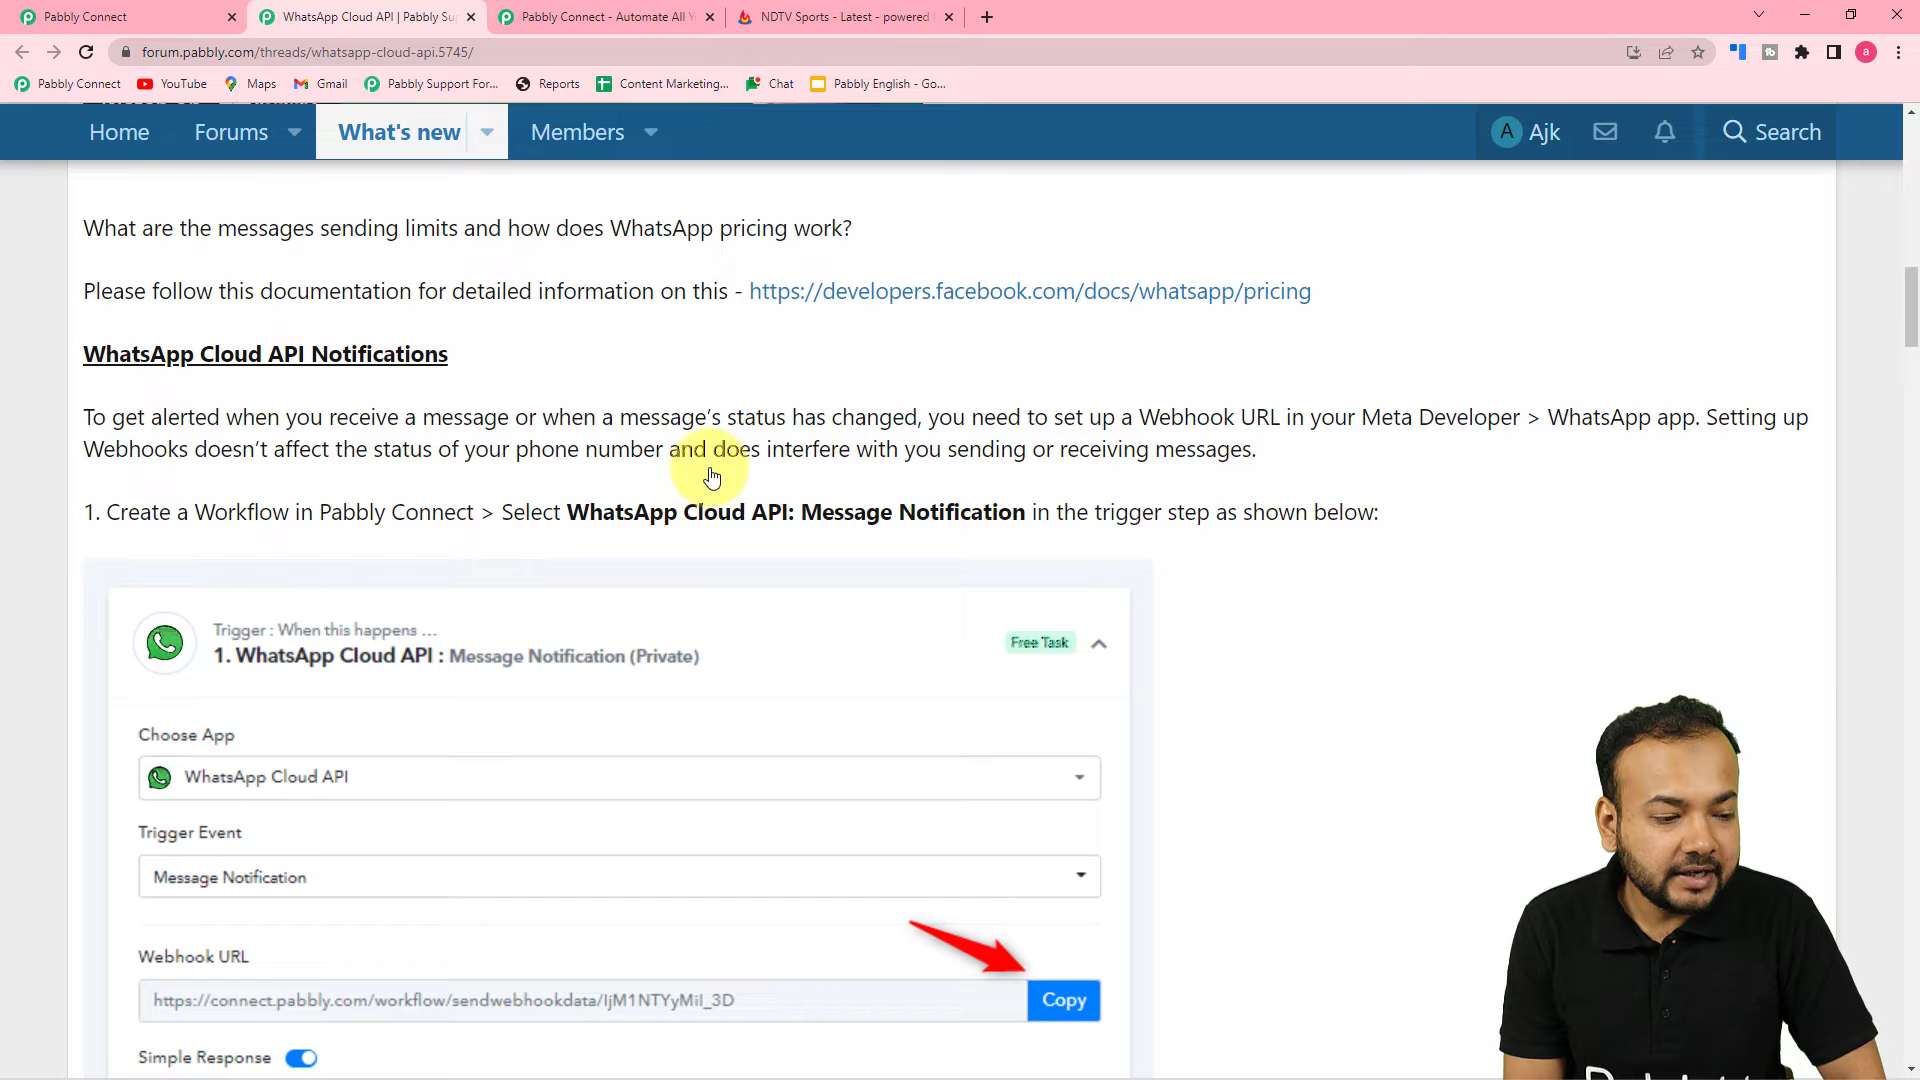 Pabbly Connect
WhatsApp Cloud API | Pabbly Su
Pabbly Connect - Automate All Y
NDTV Sports - Latest - powered
forum.pabbly.com/threads/whatsapp-cloud-api.5745/
a
Pabbly Connect
YouTube
Maps
Gmail
Pabbly Support For...
Reports
Content Marketing...
Chat
Pabbly English - Go...
Home
Forums
What's new
Members
A Ajk
Search
What are the messages sending limits and how does WhatsApp pricing work?
Please follow this documentation for detailed information on this - https://developers.facebook.com/docs/whatsapp/pricing
WhatsApp Cloud API Notifications
To get alerted when you receive a message or when a message’s status has changed, you need to set up a Webhook URL in your Meta Developer > WhatsApp app. Setting up
Webhooks doesn’t affect the status of your phone number and does interfere with you sending or receiving messages.
1. Create a Workflow in Pabbly Connect > Select WhatsApp Cloud API: Message Notification in the trigger step as shown below:
Trigger : When this happens ...
1. WhatsApp Cloud API : Message Notification (Private)
Free Task
Choose App
WhatsApp Cloud API
Trigger Event
Message Notification
Webhook URL
https://connect.pabbly.com/workflow/sendwebhookdata/IjM1NTYyMiI_3D
Copy
Simple Response